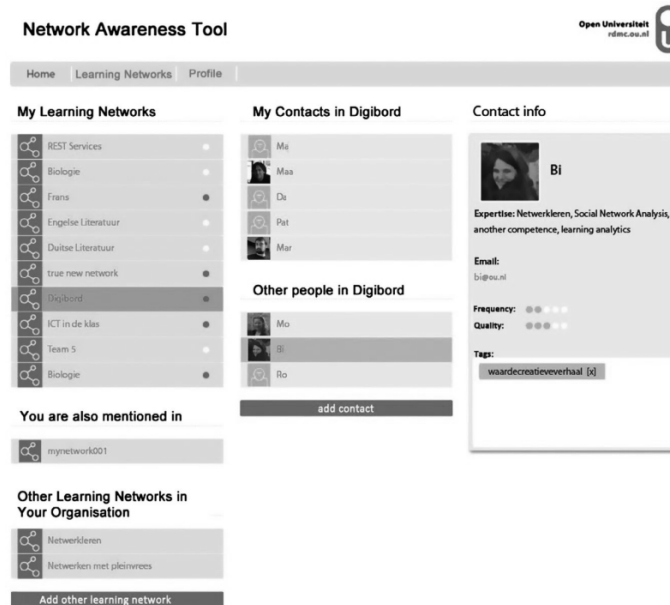 Network Awareness Tool
Open Universiteit
rdmc.ou.nl
Home Learning Networks Profile
My Learning Networks
REST Services
Biologie
Frans
Engelse Literatuur
Duitse Literatuur
true new network
Digibord
ICT in de klas
Team 5
Biologie
You are also mentioned in
mynetwork001
Other Learning Networks in
Your Organisation
Netwerkleren
Netwerken met pleinvrees
Add other learning network
My Contacts in Digibord
Maj
Maa
Da
Pat
Mar
Other people in Digibord
Mo
Bi
Ro
add contact
Contact info
Bi
Expertise: Netwerkleren, Social Network Analysis,
another competence, learning analytics
Email:
bi@ou.nl
Frequency:
Quality:
Tags:
waardecreatieveverhaal [x]